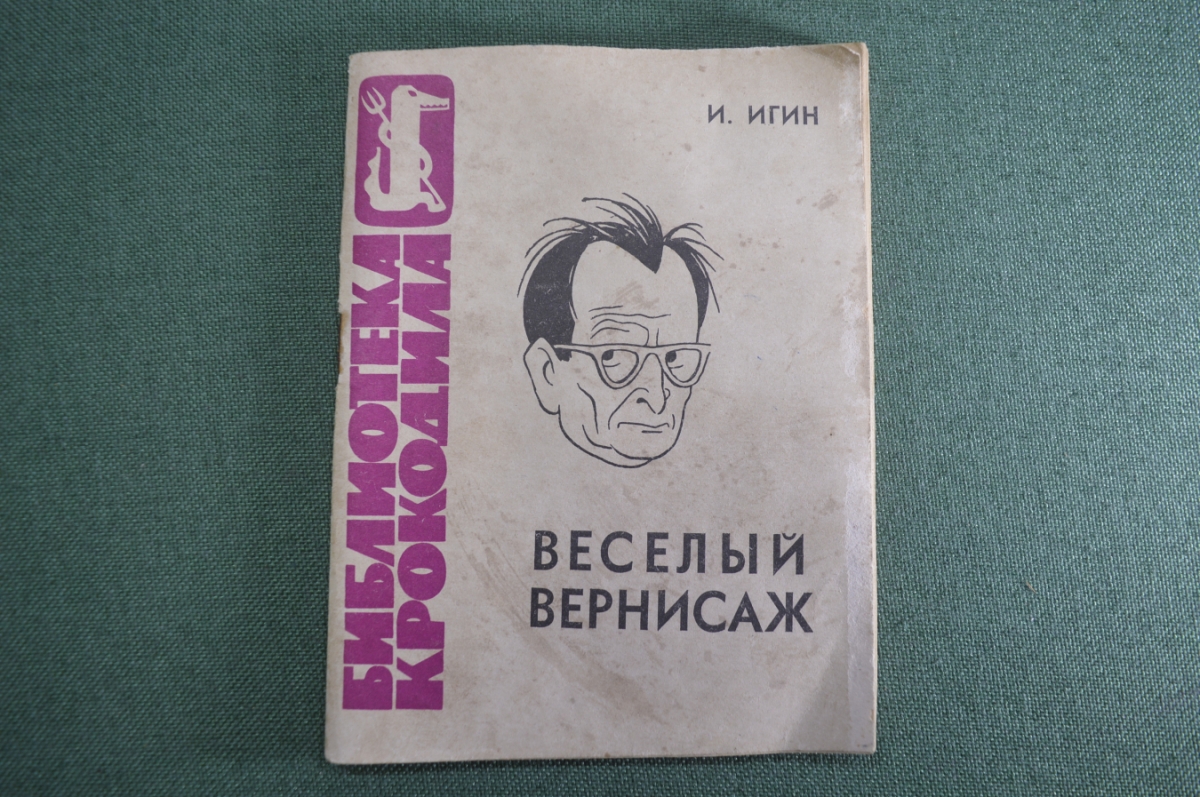 БИБЛИОТЕКА
КРОКОДИЛА
И. ИГИН
ВЕСЕЛЫЙ
ВЕРНИСАЖ